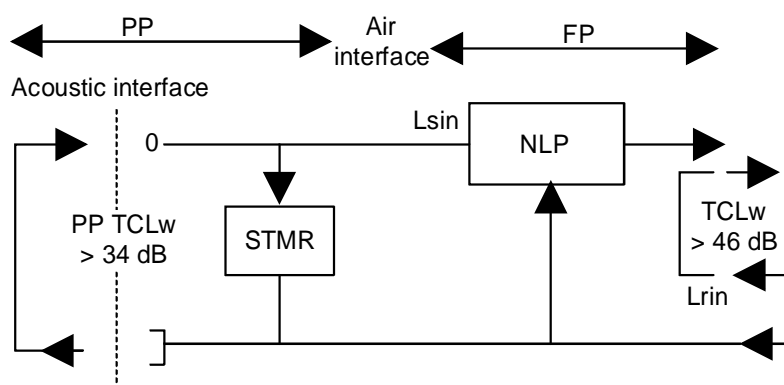 PP
Air
interface
FP
Acoustic interface
Lsin
0
NLP
PP TCLw
> 34 dB
STMR
TCLw
> 46 dB
Lrin